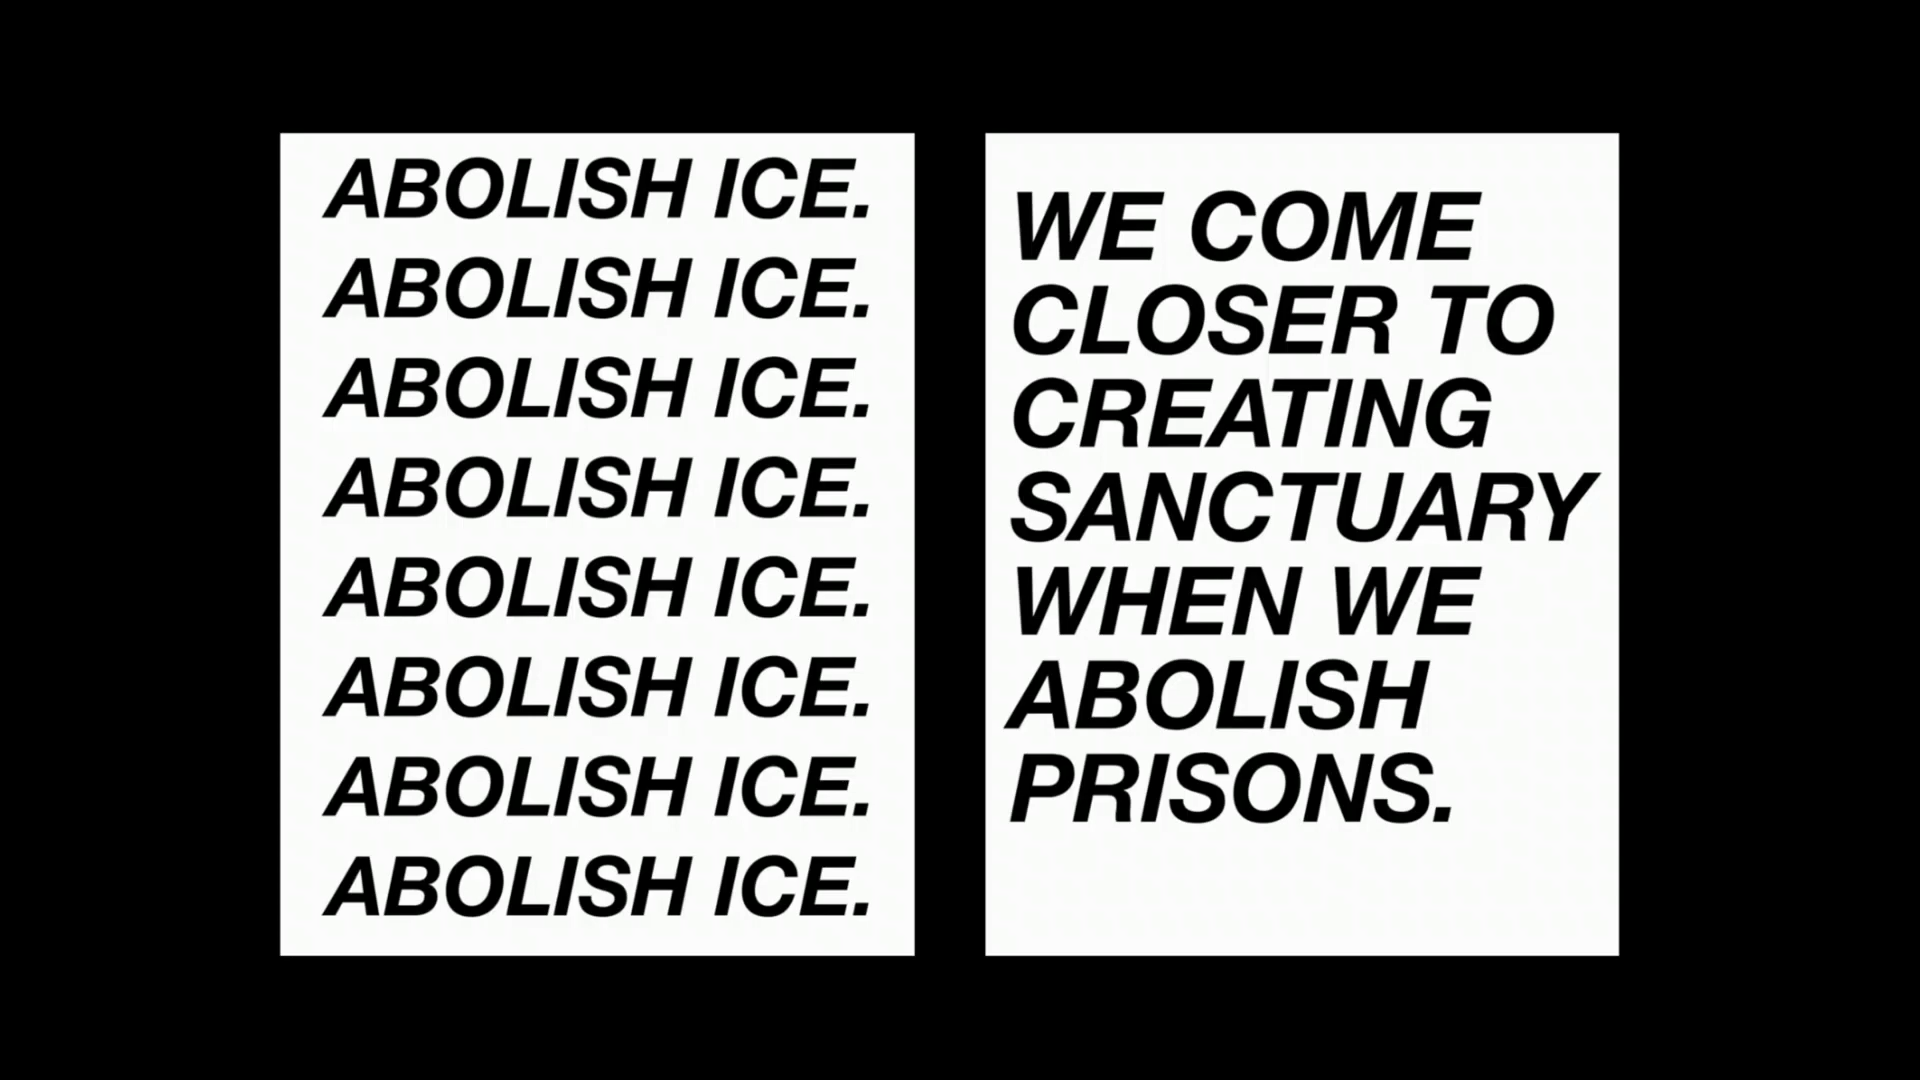 ABOLISH ICE.
ABOLISH ICE.
ABOLISH ICE.
ABOLISH ICE.
ABOLISH ICE.
ABOLISH ICE.
ABOLISH ICE.
ABOLISH ICE.
WE COME
CLOSER TO
CREATING
SANCTUARY
WHEN WE
ABOLISH
PRISONS.